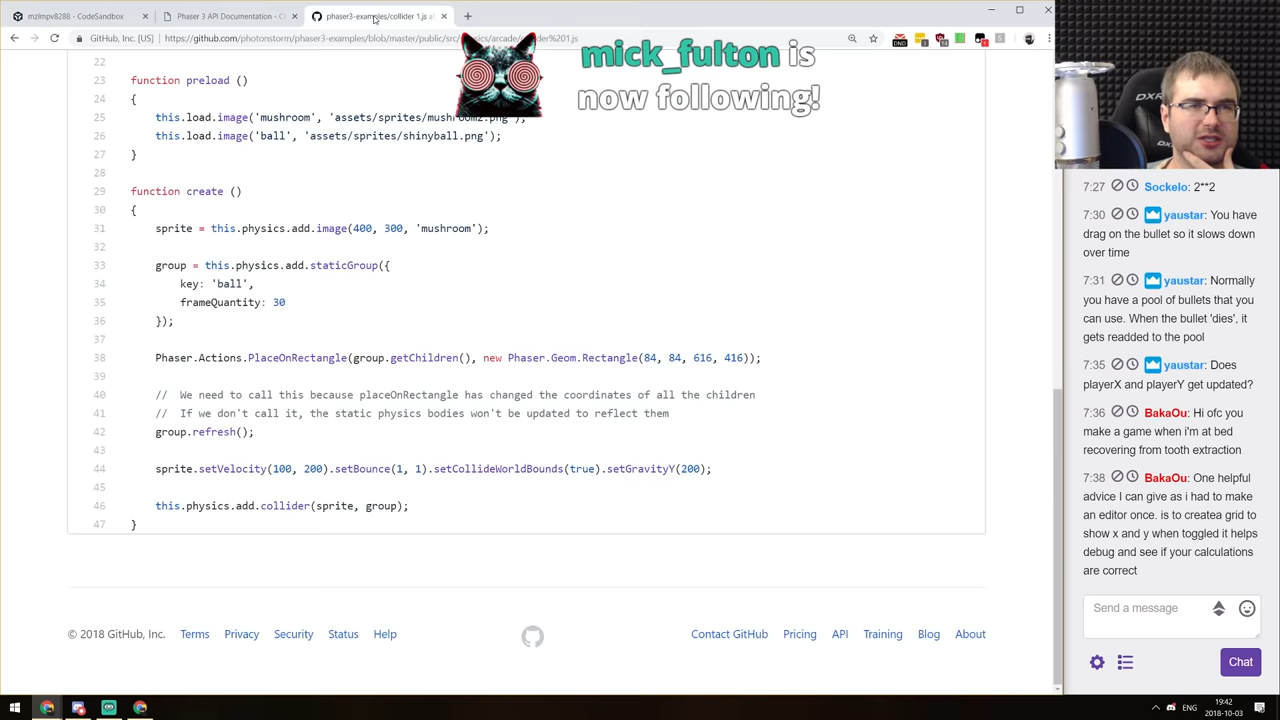 mzlmpv8288 - CodeSandbox
Phaser 3 API Documentation - Cl
phaser3-examples/collider 1.js at
GitHub, Inc. [US]
https://github.com/photonstorm/phaser3-examples/blob/master/public/src/physics/arcade/collider%201.js
mick_fulton is
now following!
22
23 function preload ()
24 {
25 this.load.image('mushroom', 'assets/sprites/mushroom2.png');
26 this.load.image('ball', 'assets/sprites/shinyball.png');
27 }
28
29 function create ()
30 {
31 sprite = this.physics.add.image(400, 300, 'mushroom');
32
33 group = this.physics.add.staticGroup({
34 key: 'ball',
35 frameQuantity: 30
36 });
37
38 Phaser.Actions.PlaceOnRectangle(group.getChildren(), new Phaser.Geom.Rectangle(84, 84, 616, 416));
39
40 // We need to call this because placeOnRectangle has changed the coordinates of all the children
41 // If we don't call it, the static physics bodies won't be updated to reflect them
42 group.refresh();
43
44 sprite.setVelocity(100, 200).setBounce(1, 1).setCollideWorldBounds(true).setGravityY(200);
45
46 this.physics.add.collider(sprite, group);
47 }
© 2018 GitHub, Inc. Terms Privacy Security Status Help
Contact GitHub Pricing API Training Blog About
DXR
7:27 Sockelo: 2**2
7:30 yaustar: You have
drag on the bullet so it slows down
over time
7:31 yaustar: Normally
you have a pool of bullets that you
can use. When the bullet 'dies', it
gets readded to the pool
7:35 yaustar: Does
playerX and playerY get updated?
7:36 BakaOu: Hi ofc you
make a game when i'm at bed
recovering from tooth extraction
7:38 BakaOu: One helpful
advice I can give as i had to make
an editor once. is to createa grid to
show x and y when toggled it helps
debug and see if your calculations
are correct
Send a message
Chat
ENG
19:42
2018-10-03